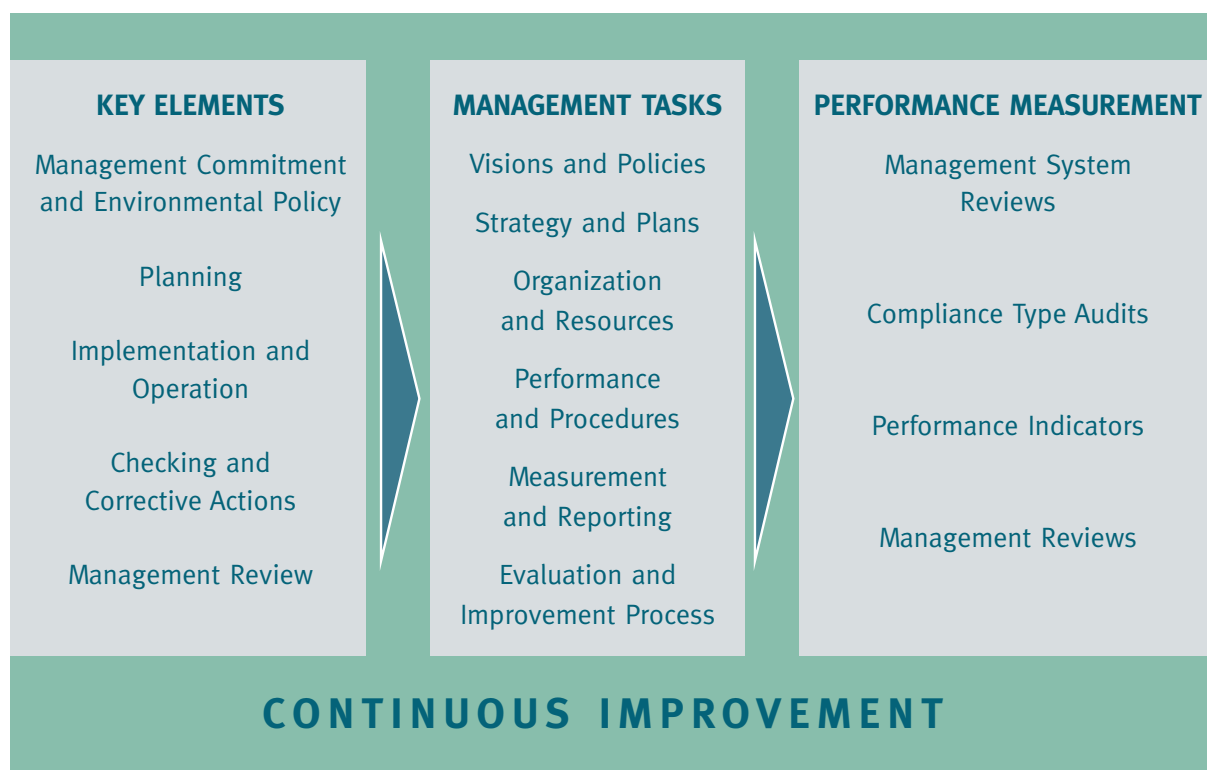 KEY ELEMENTS
Management Commitment
and Environmental Policy
Planning
Implementation and
Operation
Checking and
Corrective Actions
Management Review
MANAGEMENT TASKS
Visions and Policies
Strategy and Plans
Organization
and Resources
Performance
and Procedures
Measurement
and Reporting
Evaluation and
Improvement Process
PERFORMANCE MEASUREMENT
Management System
Reviews
Compliance Type Audits
Performance Indicators
Management Reviews
CONTINUOUS IMPROVEMENT